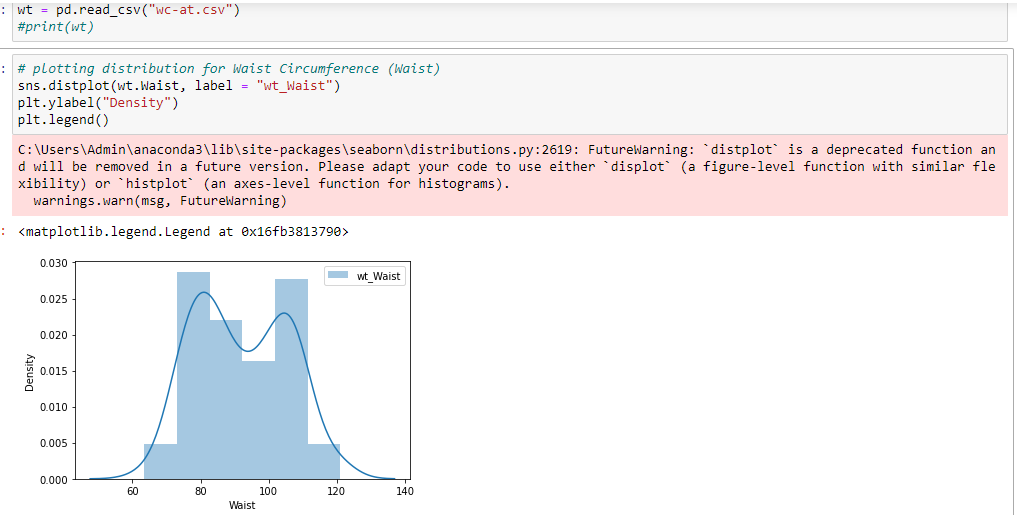 : wt = pd.read_csv("wc-at.csv")
#print(wt)
: # plotting distribution for Waist Circumference (Waist)
sns.distplot(wt.Waist, label = "wt_Waist")
plt.ylabel("Density")
plt.legend()
C:\Users\Admin\anaconda3\lib\site-packages\seaborn\distributions.py:2619: FutureWarning: `distplot` is a deprecated function an
d will be removed in a future version. Please adapt your code to use either `displot` (a figure-level function with similar fle
xibility) or `histplot` (an axes-level function for histograms).
warnings.warn(msg, FutureWarning)
: <matplotlib.legend.Legend at 0x16fb3813790>
wt_Waist
0.030
0.025
0.020
0.015
0.010
0.005
0.000
Density
60 80 100 120 140
Waist